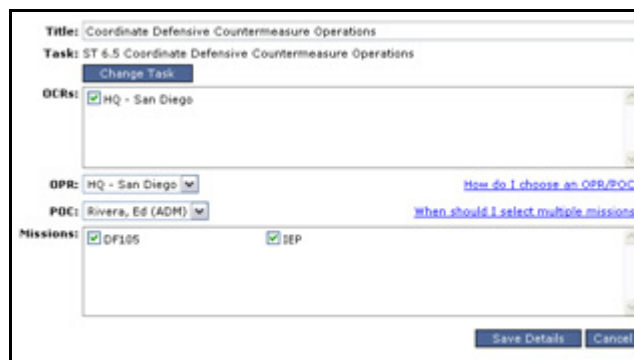 Title: Coordinate Defensive Countermeasure Operations
Task: ST 6.5 Coordinate Defensive Countermeasure Operations
Change Task
OCRs: HQ - San Diego
OPR: HQ - San Diego How do I choose an OPR/POC
POC: Rivera, Ed (ADM) When should I select multiple missions
Missions: DF105 IEP
Save Details Cancel